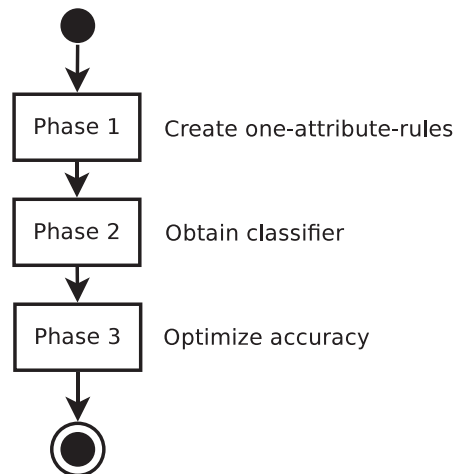 Phase 1 Create one-attribute-rules
Phase 2 Obtain classifier
Phase 3 Optimize accuracy